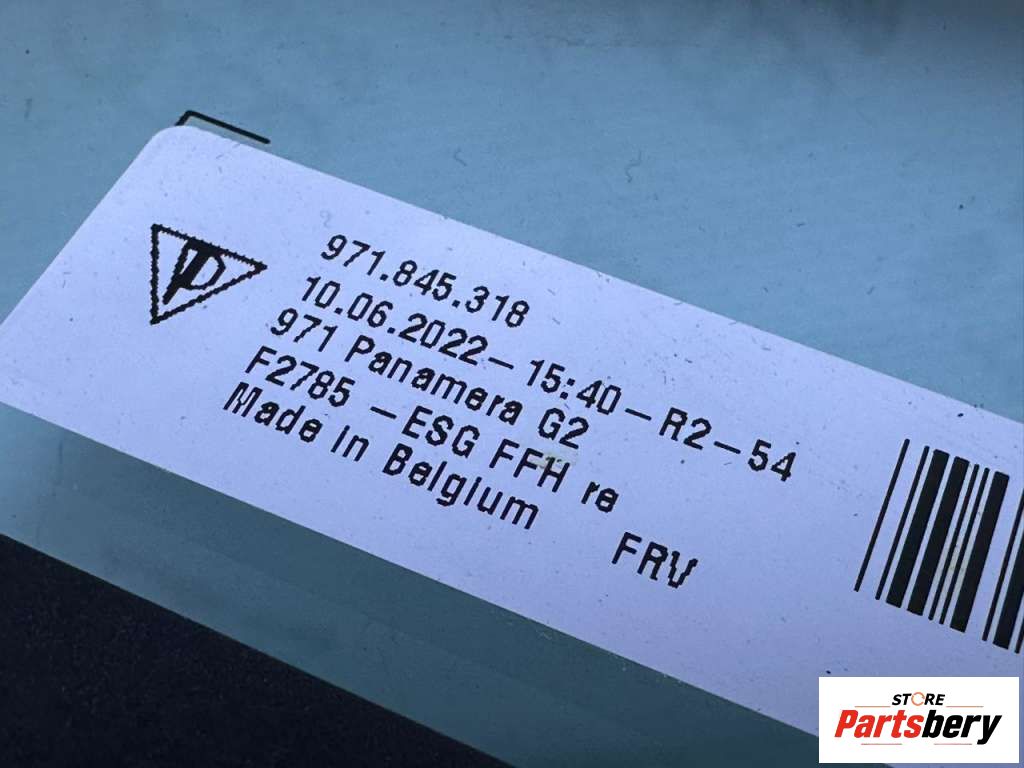 971.845.318
10.06.2022-15:40-R2-54
971 Panamera G2
F2785 -ESG FFH re
Made in Belgium
FRV
STORE
Partsbery